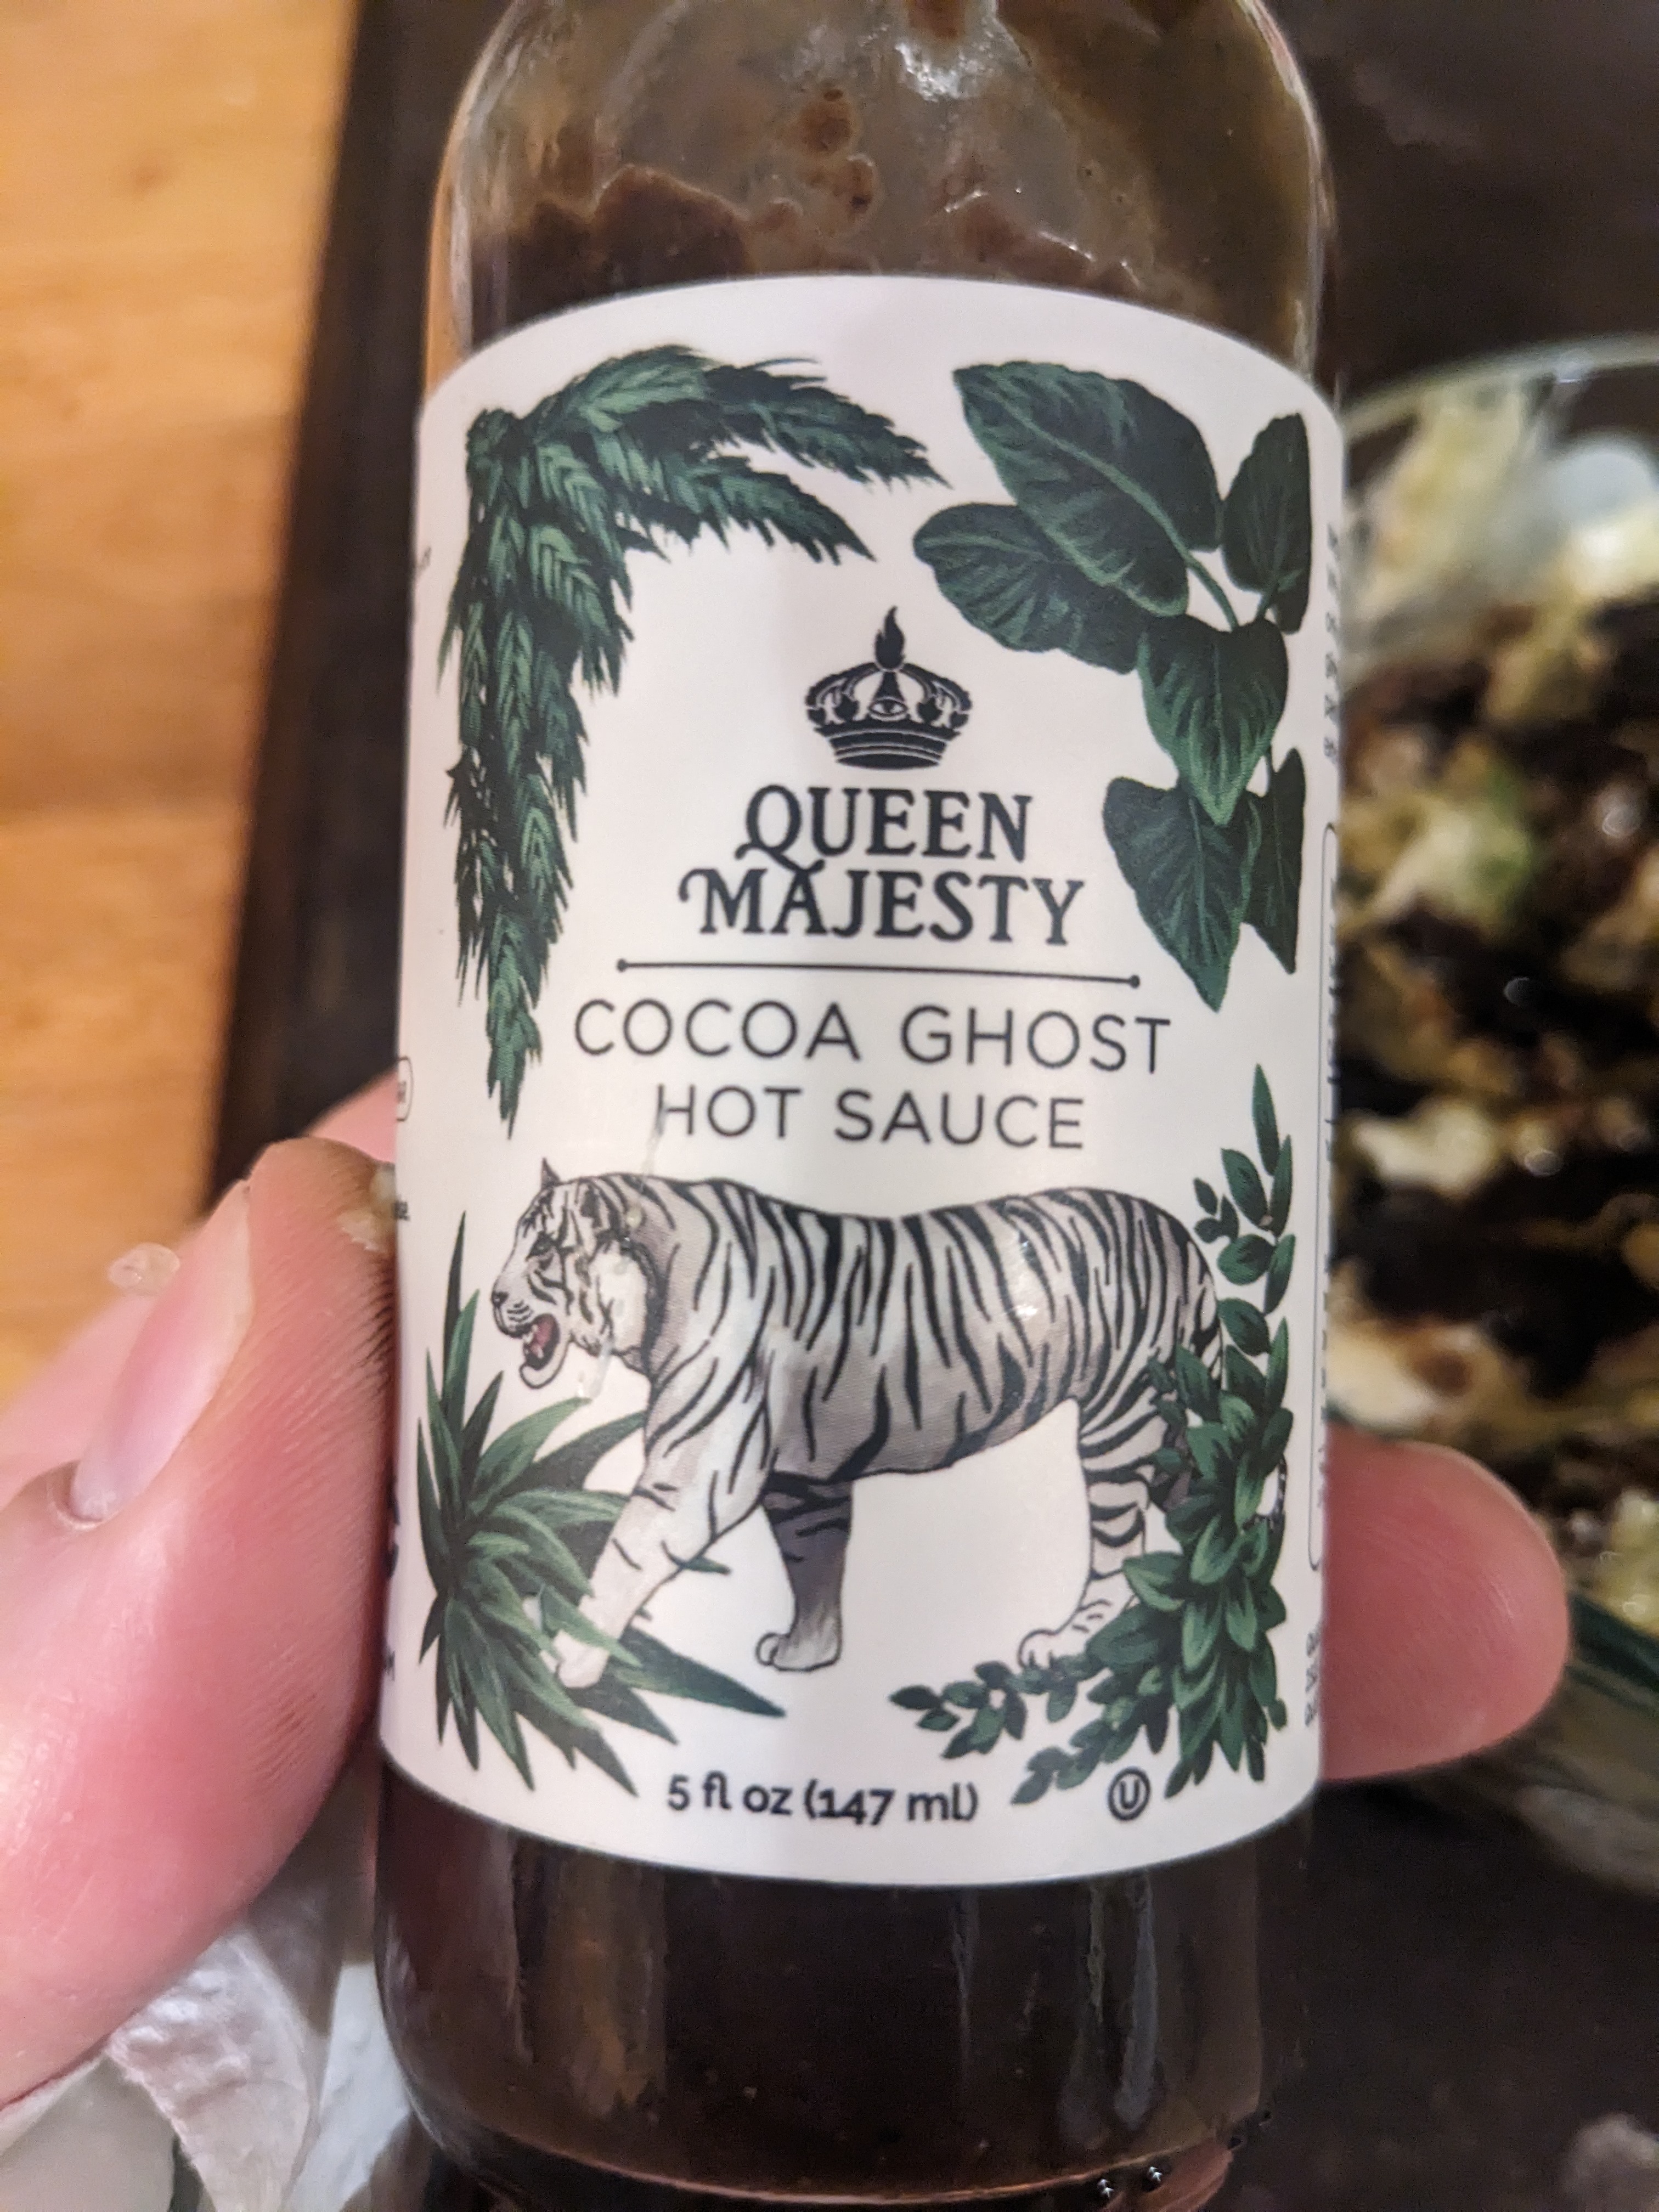 QUEEN
MAJESTY
COCOA GHOST
HOT SAUCE
5 fl oz (147 ml)
U